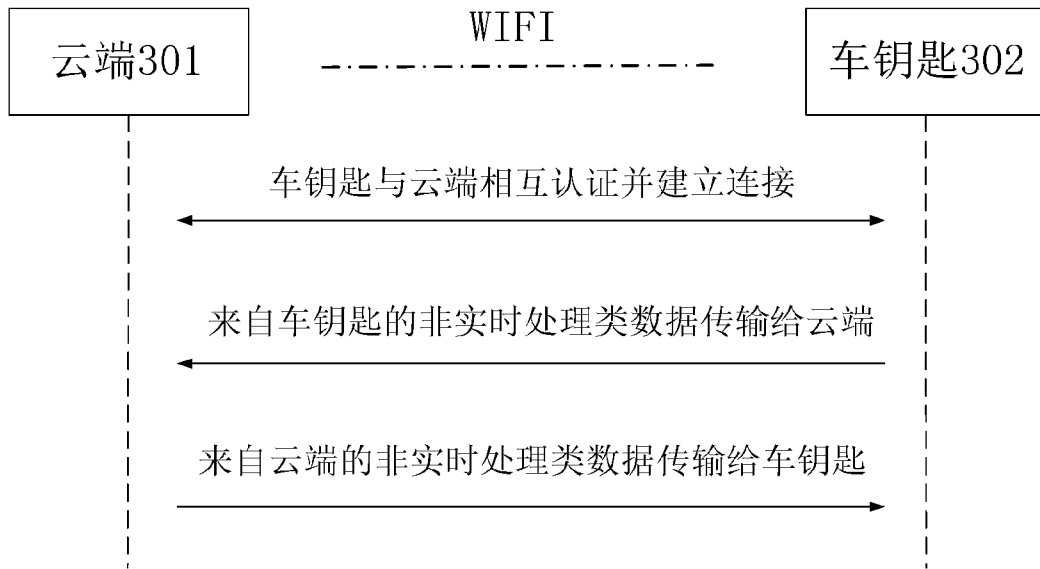 云端301
WIFI
车钥匙302
车钥匙与云端相互认证并建立连接
来自车钥匙的非实时处理类数据传输给云端
来自云端的非实时处理类数据传输给车钥匙